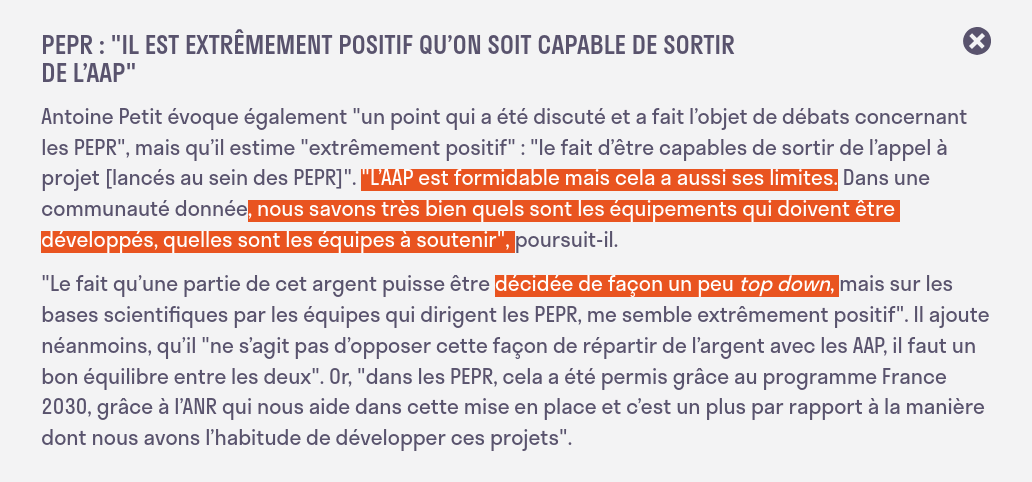 PEPR : "IL EST EXTRÊMEMENT POSITIF QU’ON SOIT CAPABLE DE SORTIR
DE L’AAP"
Antoine Petit évoque également "un point qui a été discuté et a fait l’objet de débats concernant
les PEPR", mais qu’il estime "extrêmement positif" : "le fait d’être capables de sortir de l’appel à
projet [lancés au sein des PEPR]". "L’AAP est formidable mais cela a aussi ses limites. Dans une
communauté donnée, nous savons très bien quels sont les équipements qui doivent être
développés, quelles sont les équipes à soutenir", poursuit-il.
"Le fait qu’une partie de cet argent puisse être décidée de façon un peu top down, mais sur les
bases scientifiques par les équipes qui dirigent les PEPR, me semble extrêmement positif". Il ajoute
néanmoins, qu’il "ne s’agit pas d’opposer cette façon de répartir de l’argent avec les AAP, il faut un
bon équilibre entre les deux". Or, "dans les PEPR, cela a été permis grâce au programme France
2030, grâce à l’ANR qui nous aide dans cette mise en place et c’est un plus par rapport à la manière
dont nous avons l’habitude de développer ces projets".